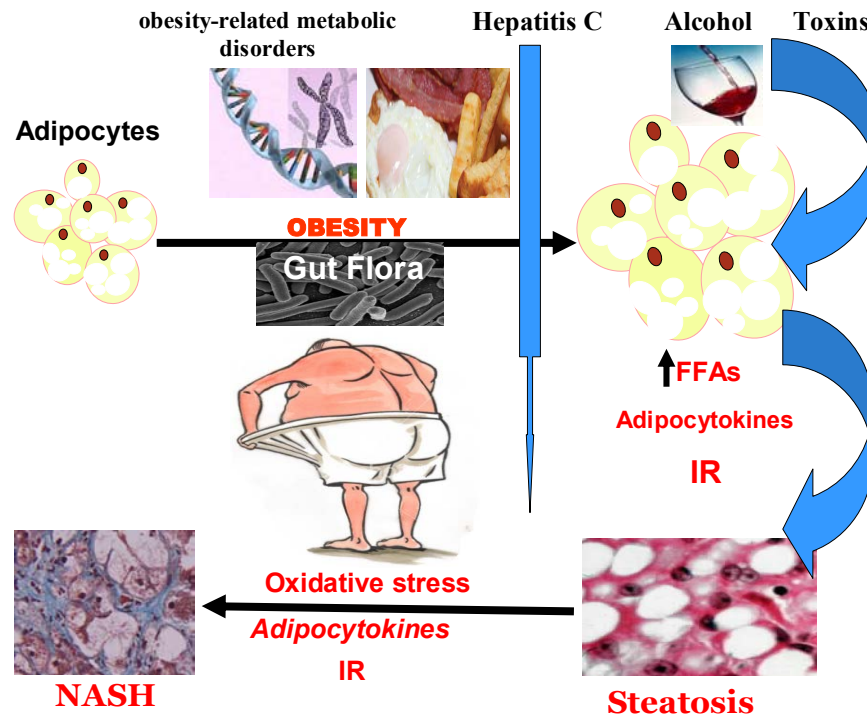 obesity-related metabolic
disorders
Hepatitis C
Alcohol
Toxins
Adipocytes
OBESITY
Gut Flora
FFAs
Adipocytokines
IR
Oxidative stress
Adipocytokines
IR
NASH
Steatosis